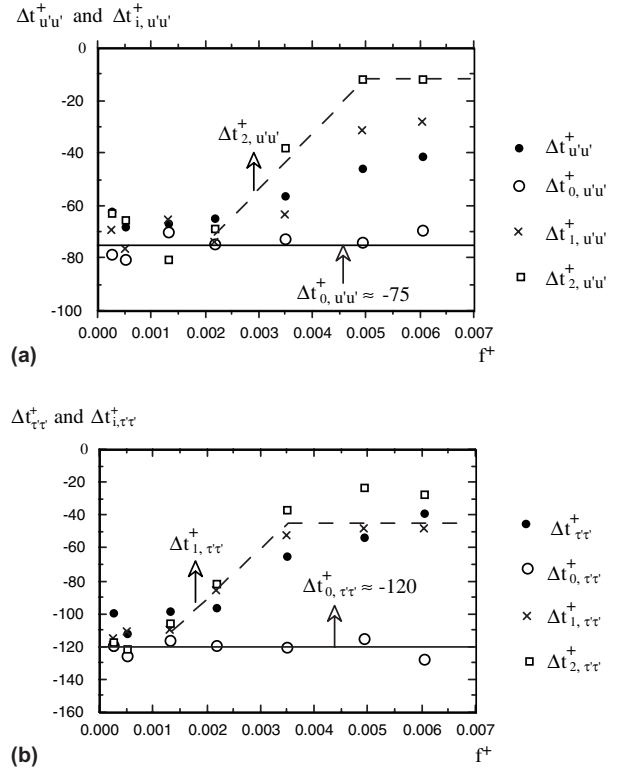 Δt⁺u'u' and Δt⁺i, u'u'
0
-20
-40
-60
-80
-100
Δt⁺2, u'u'
Δt⁺0, u'u' ≈ -75
0.000 0.001 0.002 0.003 0.004 0.005 0.006 0.007
f⁺
(a)
Δt⁺u'u'
Δt⁺0, u'u'
Δt⁺1, u'u'
Δt⁺2, u'u'
Δt⁺τ'τ' and Δt⁺i,τ'τ'
0
-20
-40
-60
-80
-100
-120
-140
-160
Δt⁺1, τ'τ'
Δt⁺0, τ'τ' ≈ -120
0.000 0.001 0.002 0.003 0.004 0.005 0.006 0.007
f⁺
(b)
Δt⁺τ'τ'
Δt⁺0, τ'τ'
Δt⁺1, τ'τ'
Δt⁺2, τ'τ'